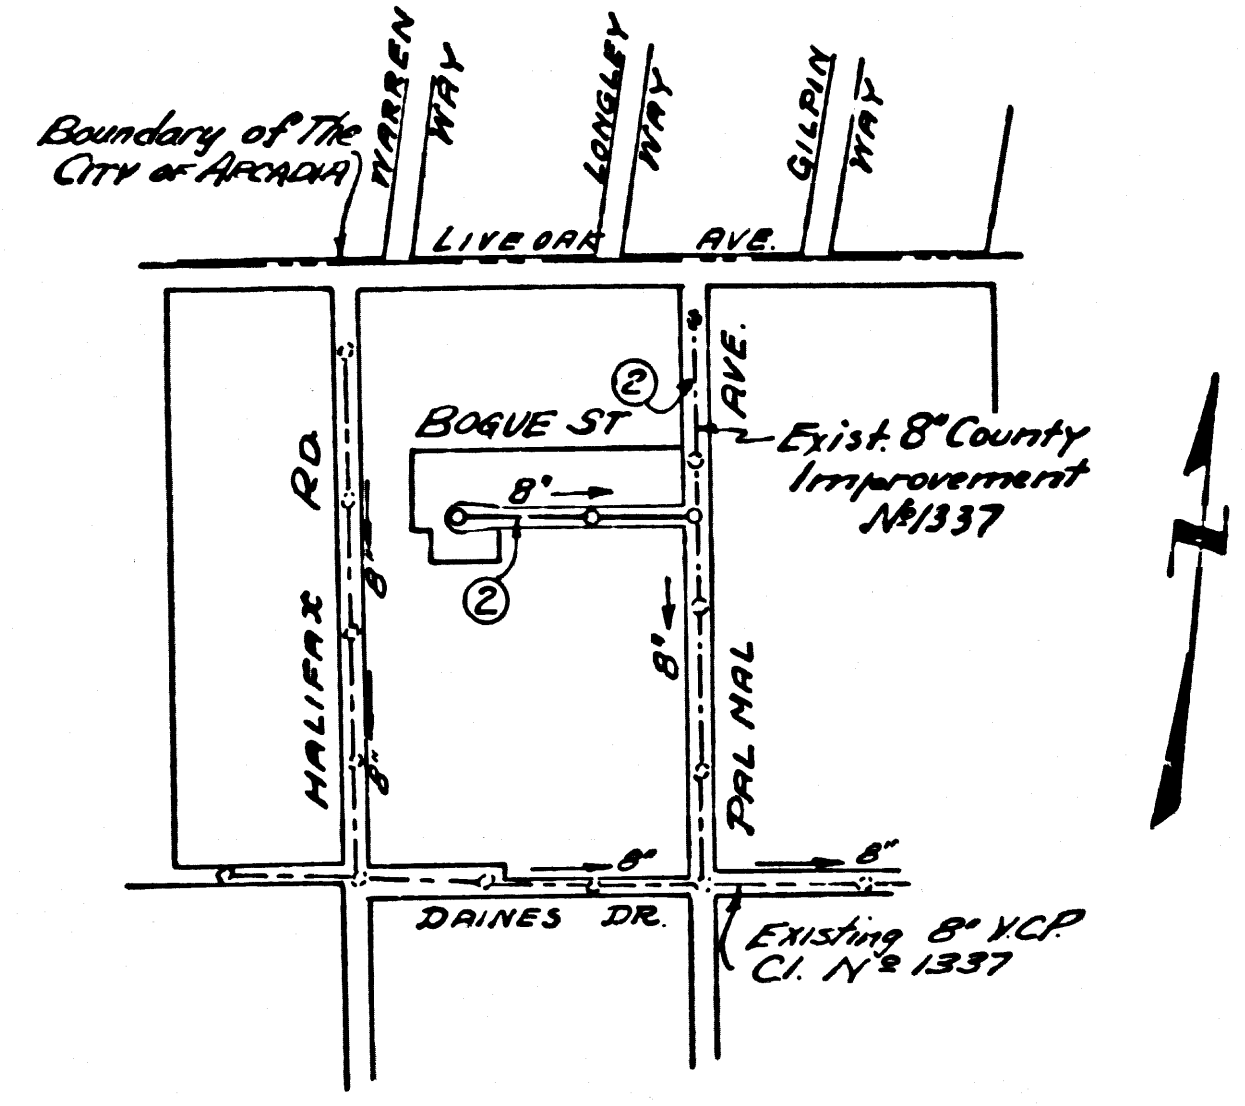 WARREN
WAY
LONGLEY
WAY
GILPIN
WAY
Boundary of The
CITY OF ARCADIA
LIVE OAK AVE.
2
AVE.
BOGUE ST
Exist. 8" County
Improvement
Nº 1337
RD.
8"
8"
2
HALIFAX
8"
PAL MAL
8"
8"
8"
DAINES DR.
Existing 8" V.C.P.
C.I. Nº 1337
N